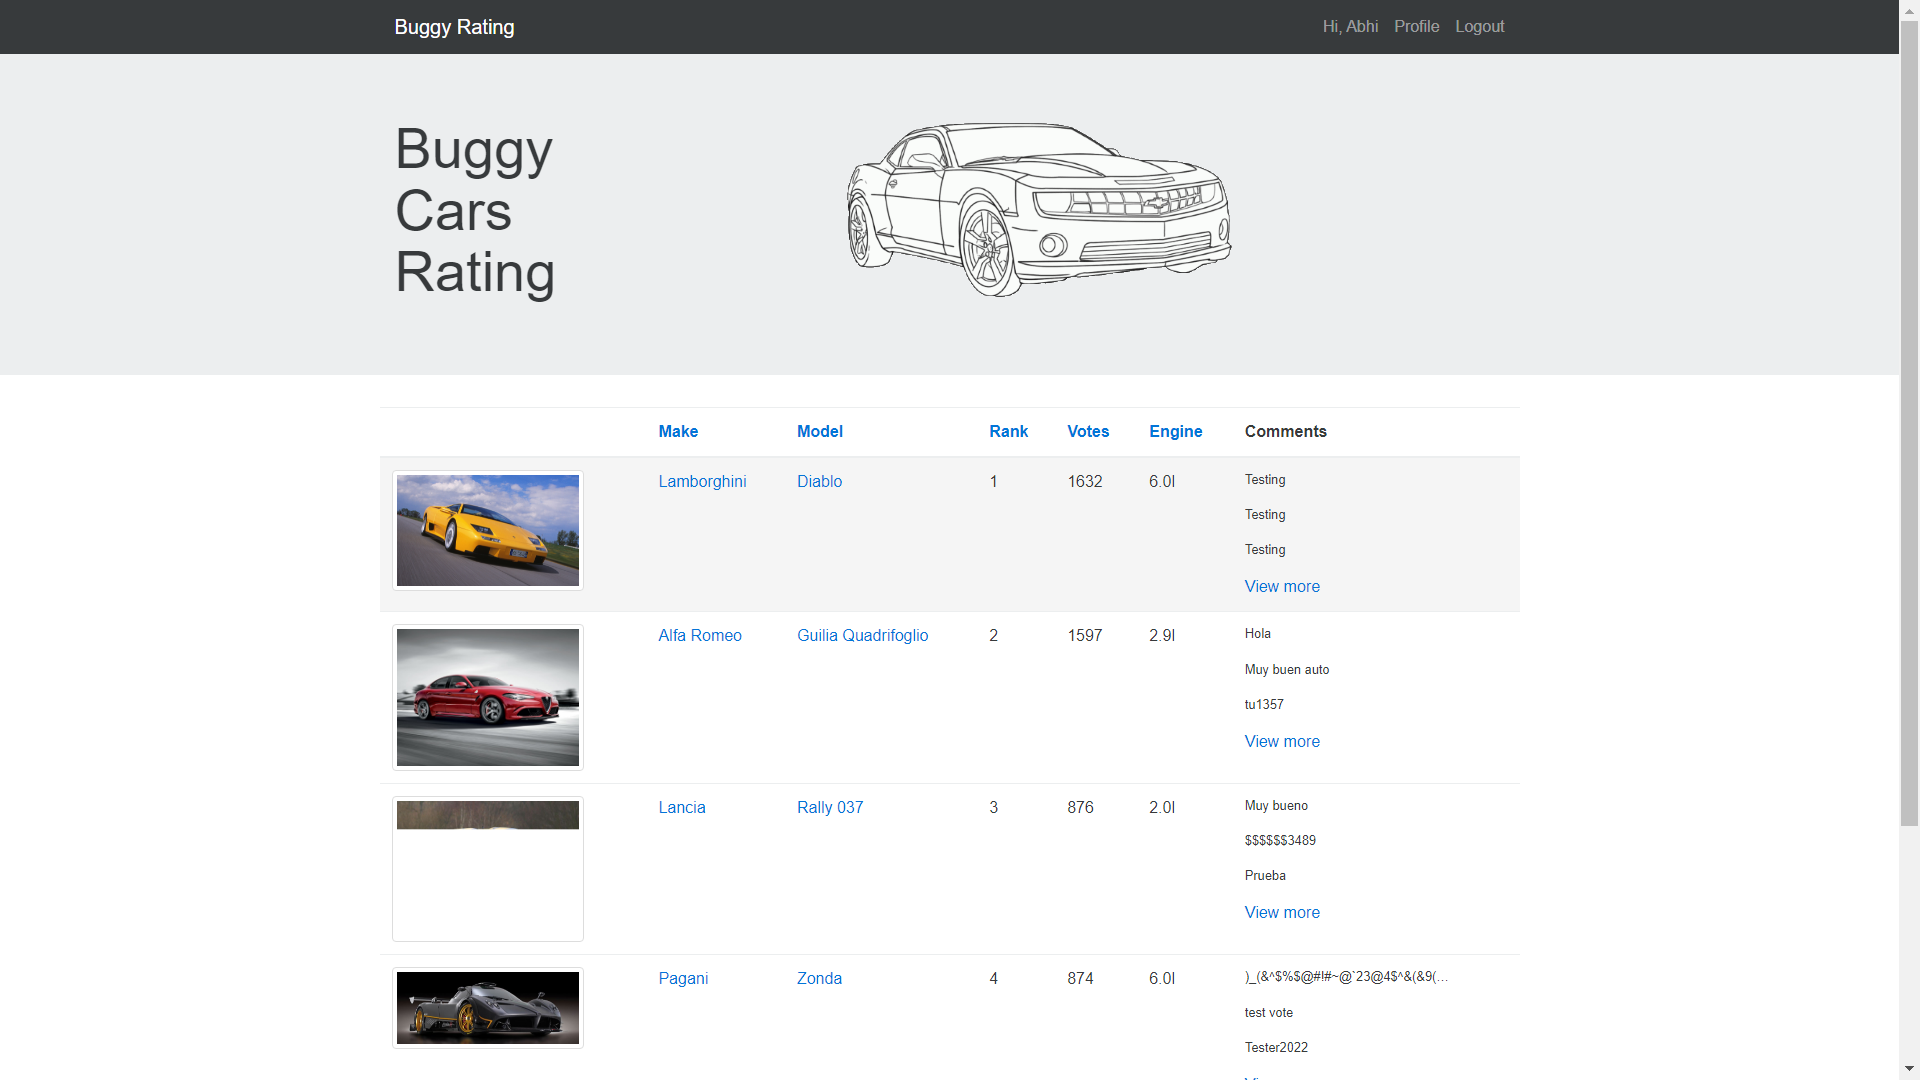 Buggy Rating
Hi, Abhi Profile Logout
Buggy
Cars
Rating
Make Model Rank Votes Engine Comments
Lamborghini Diablo 1 1632 6.0l Testing
Testing
Testing
View more
Alfa Romeo Guilia Quadrifoglio 2 1597 2.9l Hola
Muy buen auto
tu1357
View more
Lancia Rally 037 3 876 2.0l Muy bueno
$$$$$$3489
Prueba
View more
Pagani Zonda 4 874 6.0l )_(&^$%$@#!#~@`23@4$^&(&9(...
test vote
Tester2022